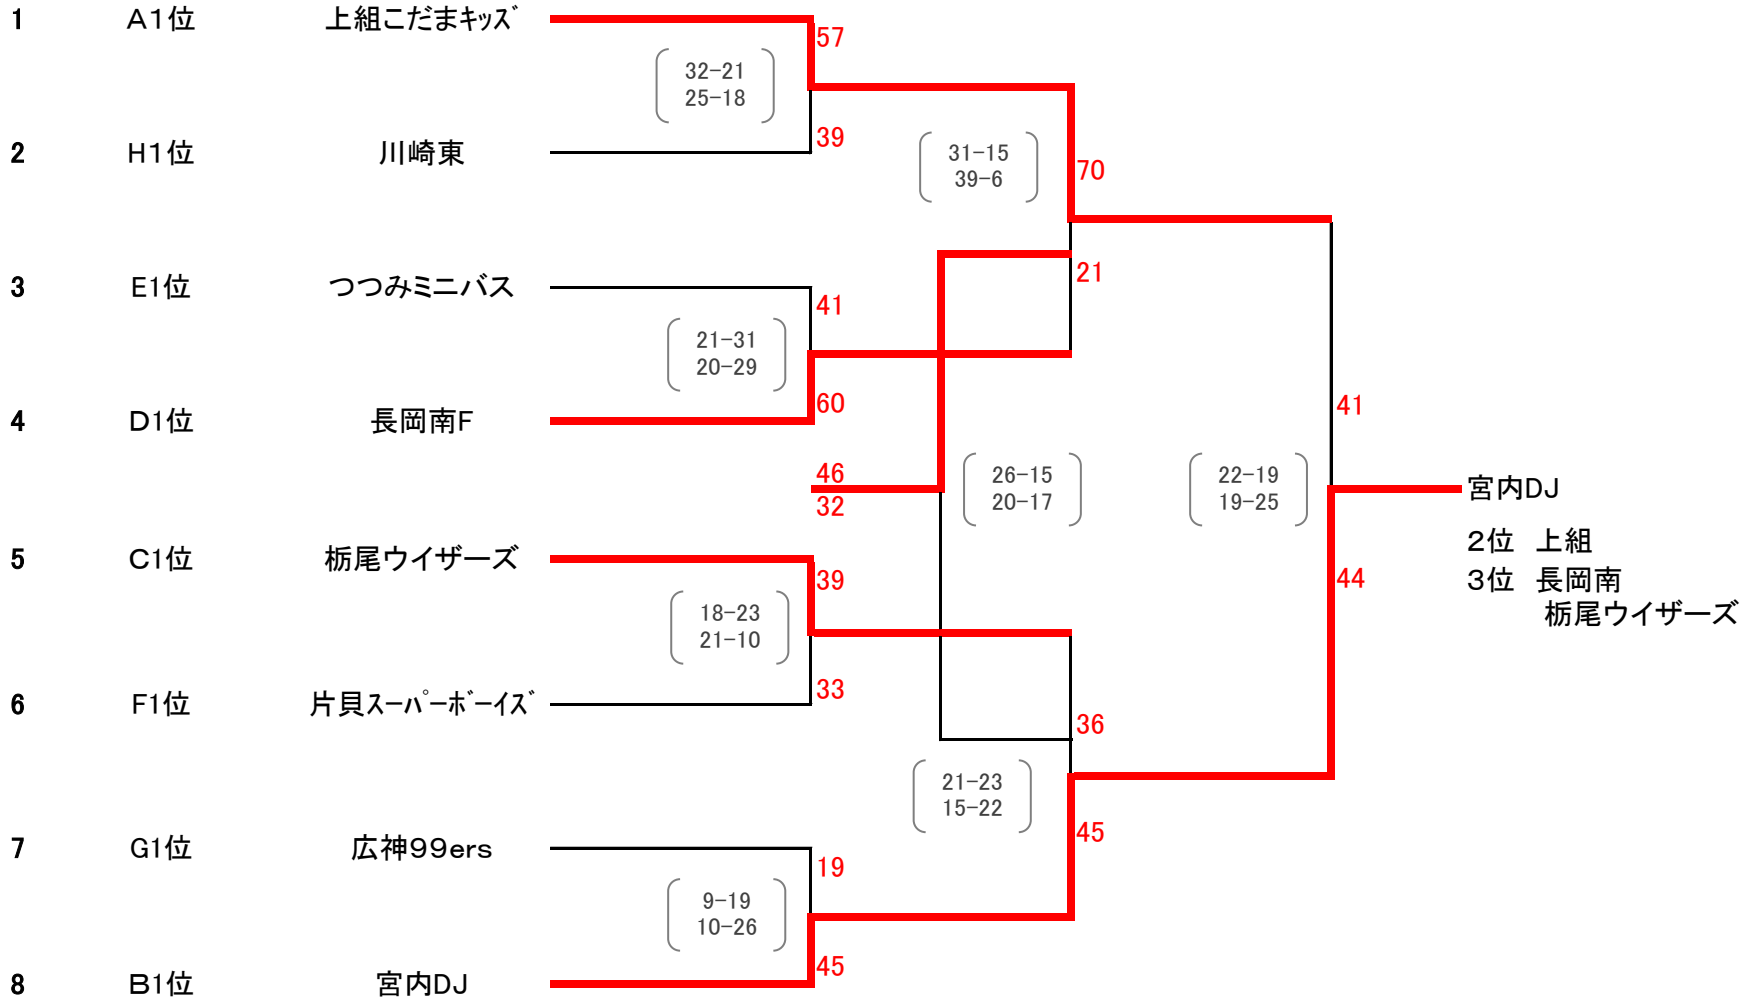 1 A1位 上組こだまキッズ
57
32-21
25-18
39
2 H1位 川崎東
31-15
39-6
70
21
3 E1位 つつみミニバス
41
21-31
20-29
60
4 D1位 長岡南F
41
46
32
26-15
20-17
22-19
19-25
宮内DJ
2位 上組
3位 長岡南
栃尾ウイザーズ
44
5 C1位 栃尾ウイザーズ
39
18-23
21-10
33
6 F1位 片貝スーパーボーイズ
36
21-23
15-22
45
7 G1位 広神99ers
19
9-19
10-26
45
8 B1位 宮内DJ